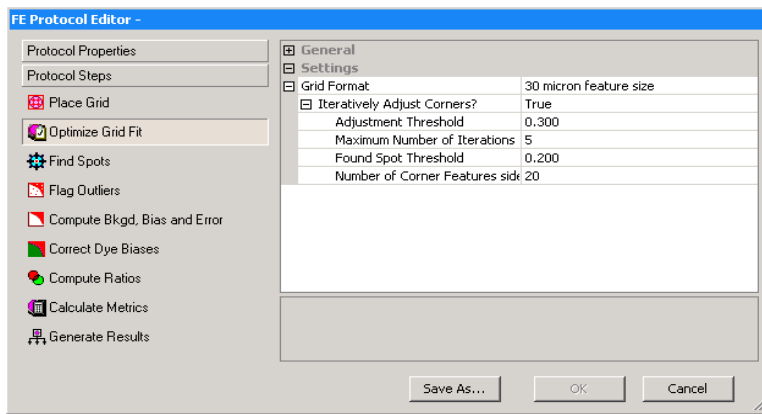 FE Protocol Editor -
Protocol Properties
Protocol Steps
Place Grid
Optimize Grid Fit
Find Spots
Flag Outliers
Compute Bkgd, Bias and Error
Correct Dye Biases
Compute Ratios
Calculate Metrics
Generate Results
General
Settings
Grid Format 30 micron feature size
Iteratively Adjust Corners? True
Adjustment Threshold 0.300
Maximum Number of Iterations 5
Found Spot Threshold 0.200
Number of Corner Features side 20
Save As... OK Cancel